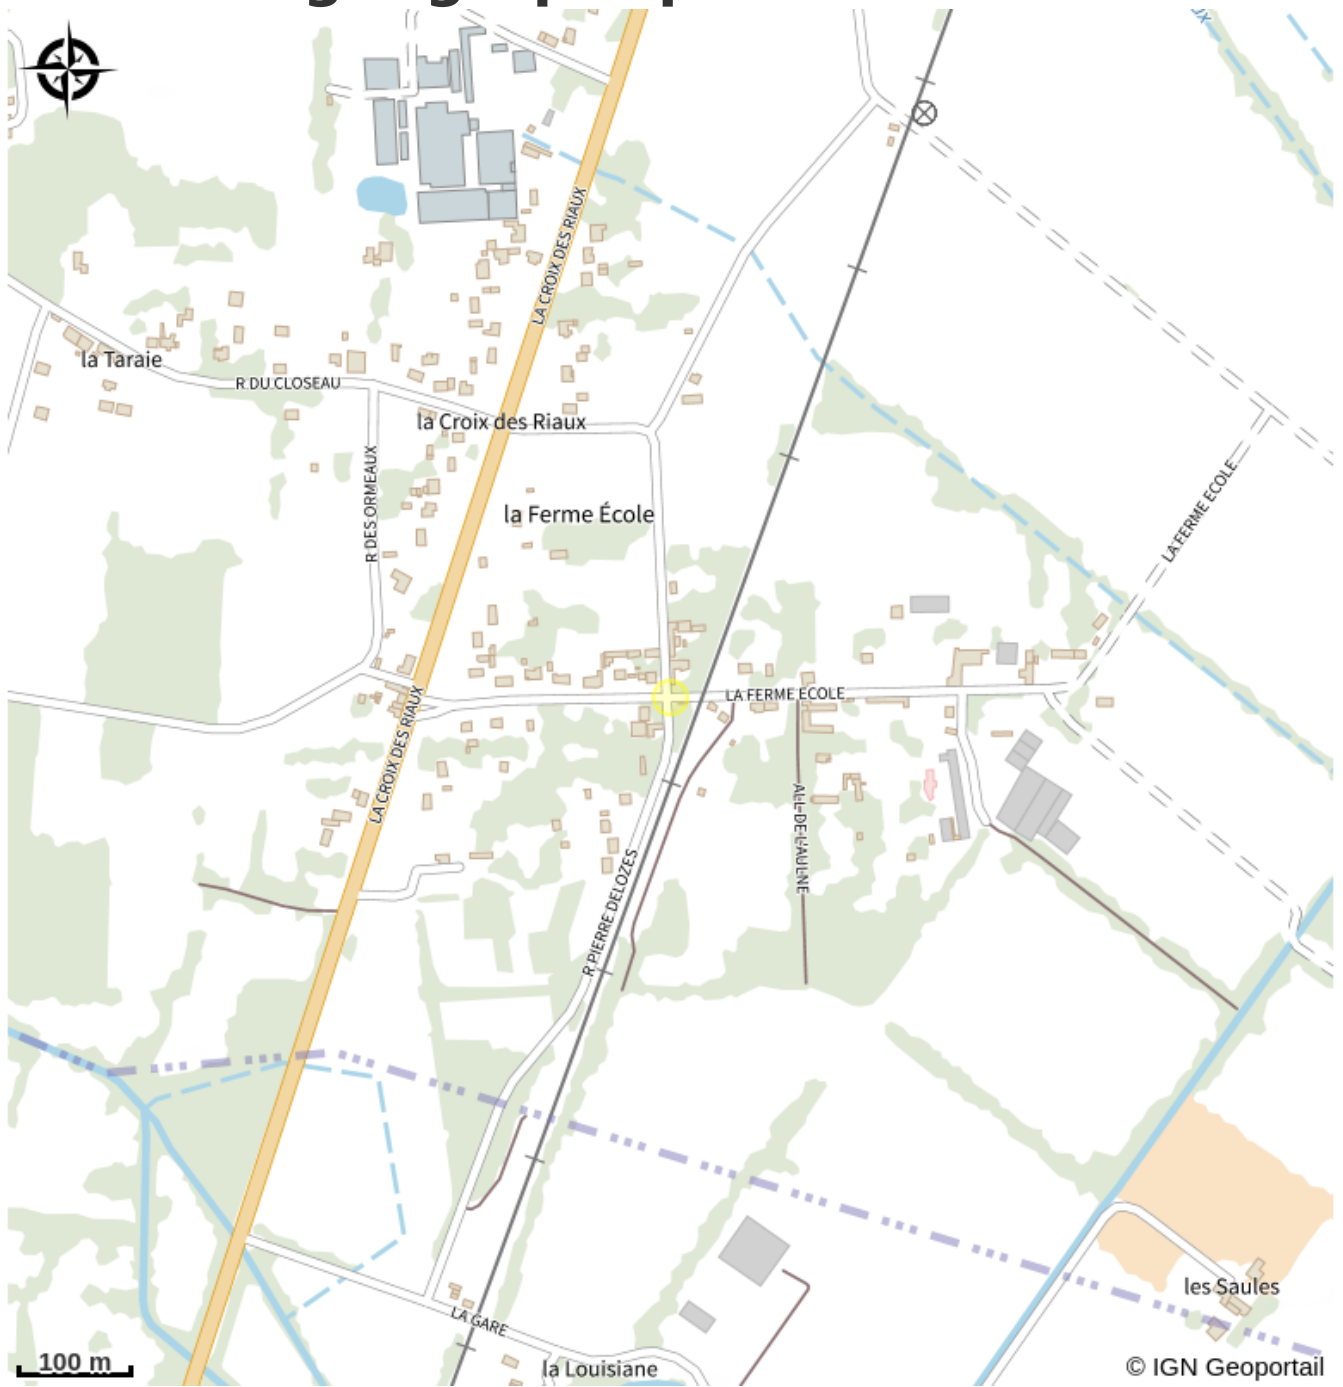 LA CROIX DES RIAUX
la Taraie
R DU CLOSEAU
la Croix des Riaux
R DES ORMEAUX
la Ferme École
LA FERME ECOLE
LA FERME ECOLE
LA CROIX DES RIAUX
ALL DE L'AULNE
R PIERRE DELOZES
les Saules
LA GARE
la Louisiane
100 m
© IGN Geoportail